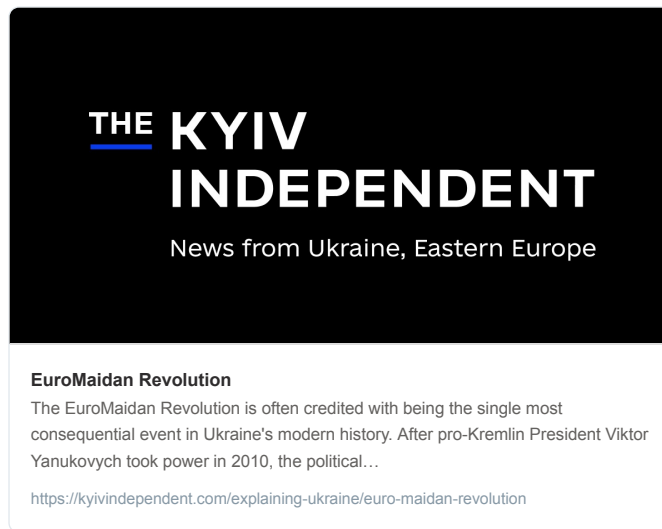 THE KYIV
INDEPENDENT
News from Ukraine, Eastern Europe
EuroMaidan Revolution
The EuroMaidan Revolution is often credited with being the single most
consequential event in Ukraine's modern history. After pro-Kremlin President Viktor
Yanukovych took power in 2010, the political…
https://kyivindependent.com/explaining-ukraine/euro-maidan-revolution